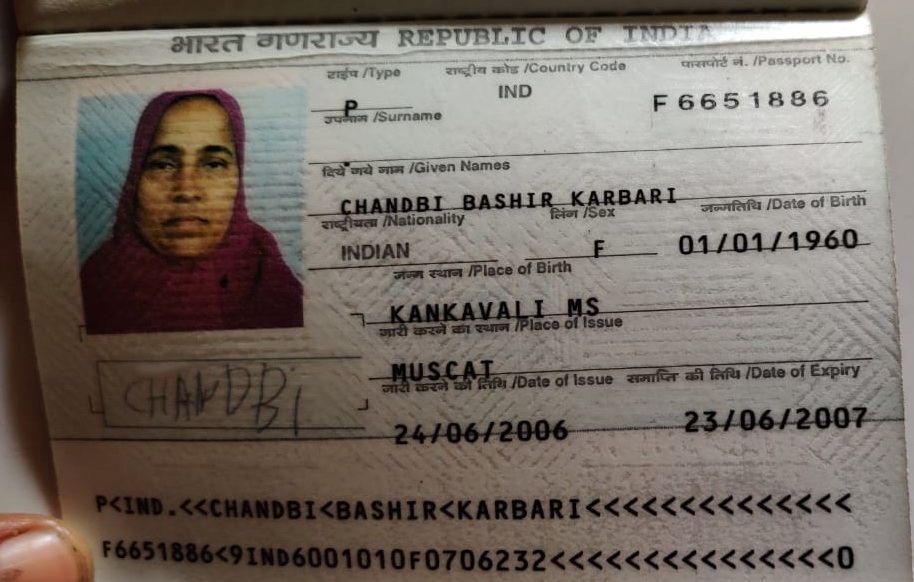 भारत गणराज्य REPUBLIC OF INDIA
टाईप /Type राष्ट्रीय कोड /Country Code पासपोर्ट नं. /Passport No.
P IND F6651886
उपनाम /Surname
.
दिये गये नाम /Given Names
CHANDBI BASHIR KARBARI
राष्ट्रीयता /Nationality लिंग /Sex जन्मतिथि /Date of Birth
INDIAN F 01/01/1960
जन्म स्थान /Place of Birth
KANKAVALI MS
जारी करने का स्थान /Place of Issue
MUSCAT
जारी करने की तिथि /Date of Issue समाप्ति की तिथि /Date of Expiry
CHANDBi
24/06/2006 23/06/2007
P<IND.<<CHANDBI<BASHIR<KARBARI<<<<<<<<<<<<<<
F6651886<9IND6001010F0706232<<<<<<<<<<<<<<<0